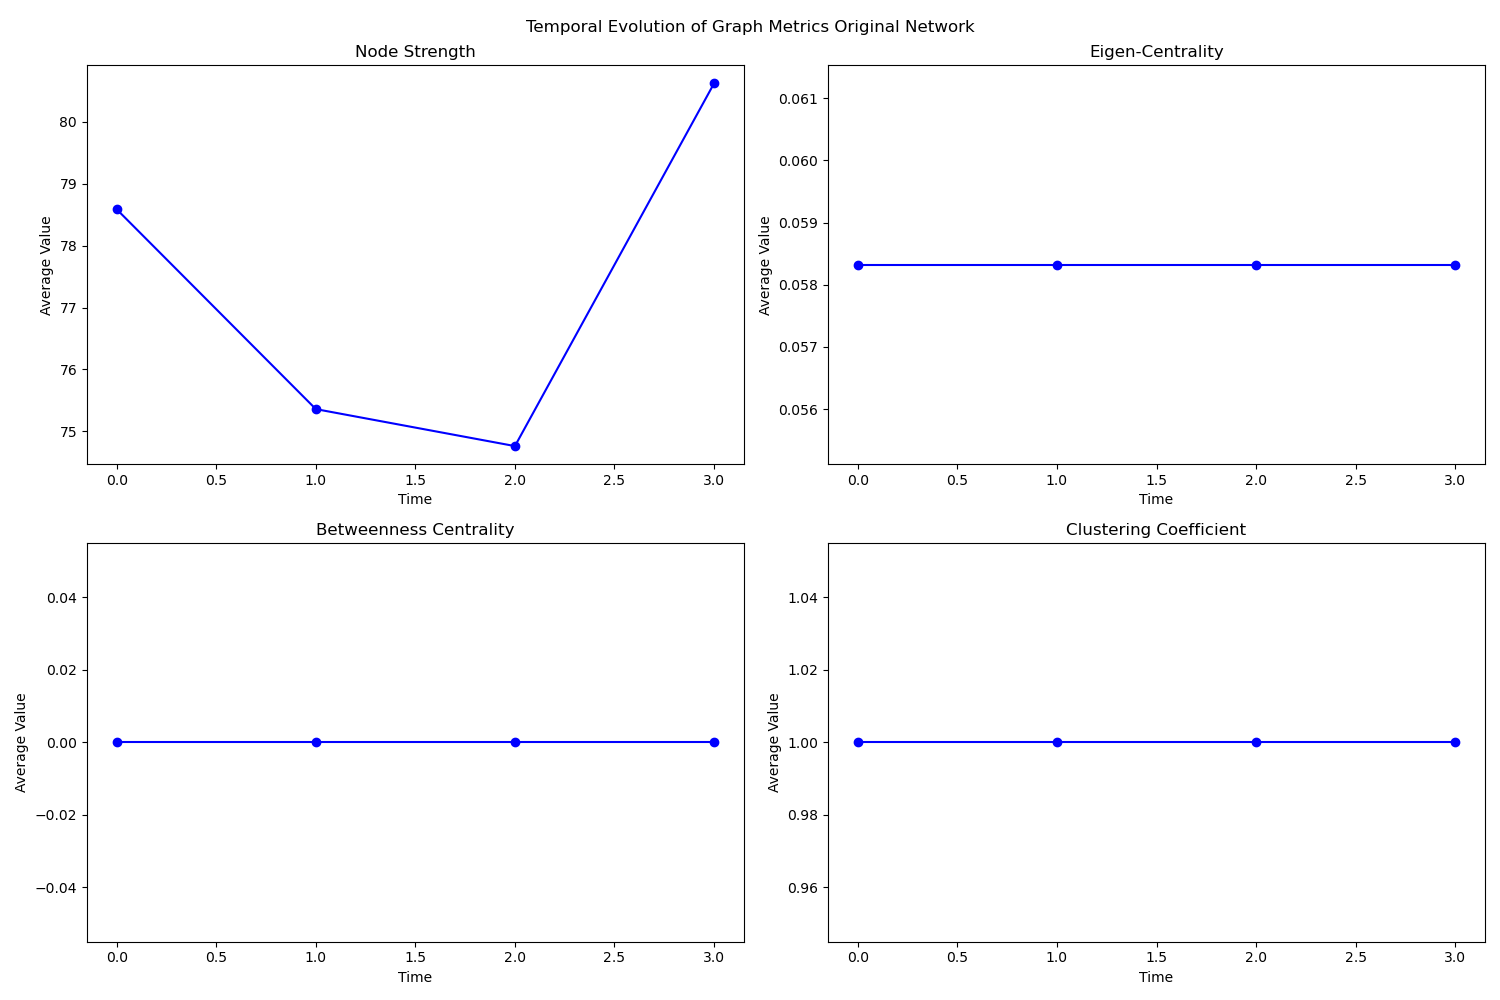 Temporal Evolution of Graph Metrics Original Network
Node Strength
80
79
78
77
76
75
Average Value
0.0 0.5 1.0 1.5 2.0 2.5 3.0
Time
Eigen-Centrality
0.061
0.060
0.059
0.058
0.057
0.056
Average Value
0.0 0.5 1.0 1.5 2.0 2.5 3.0
Time
Betweenness Centrality
0.04
0.02
0.00
−0.02
−0.04
Average Value
0.0 0.5 1.0 1.5 2.0 2.5 3.0
Time
Clustering Coefficient
1.04
1.02
1.00
0.98
0.96
Average Value
0.0 0.5 1.0 1.5 2.0 2.5 3.0
Time